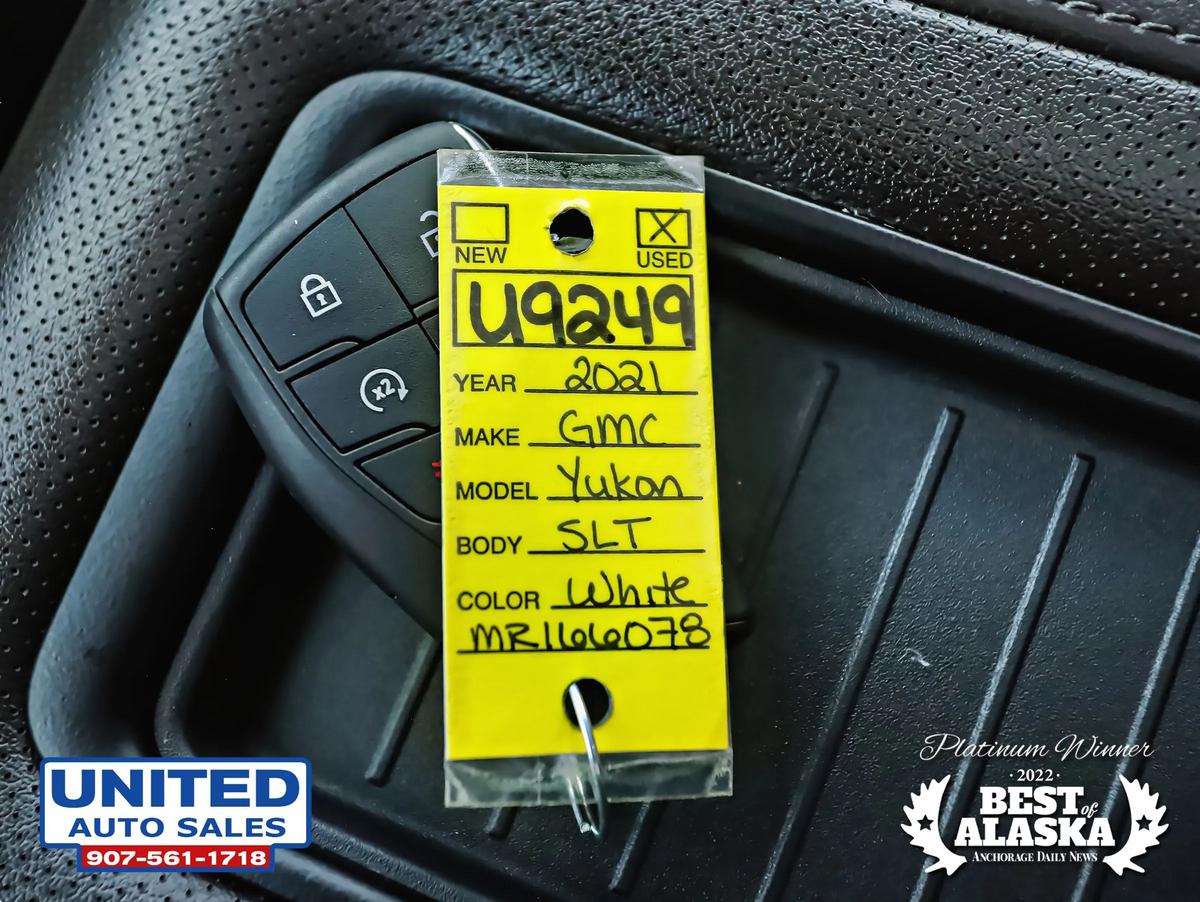 NEW USED
U9249
YEAR 2021
MAKE GMC
MODEL Yukon
BODY SLT
COLOR White
MR166078
x2
UNITED
AUTO SALES
907-561-1718
Platinum Winner
· 2022 ·
BEST of
ALASKA
ANCHORAGE DAILY NEWS